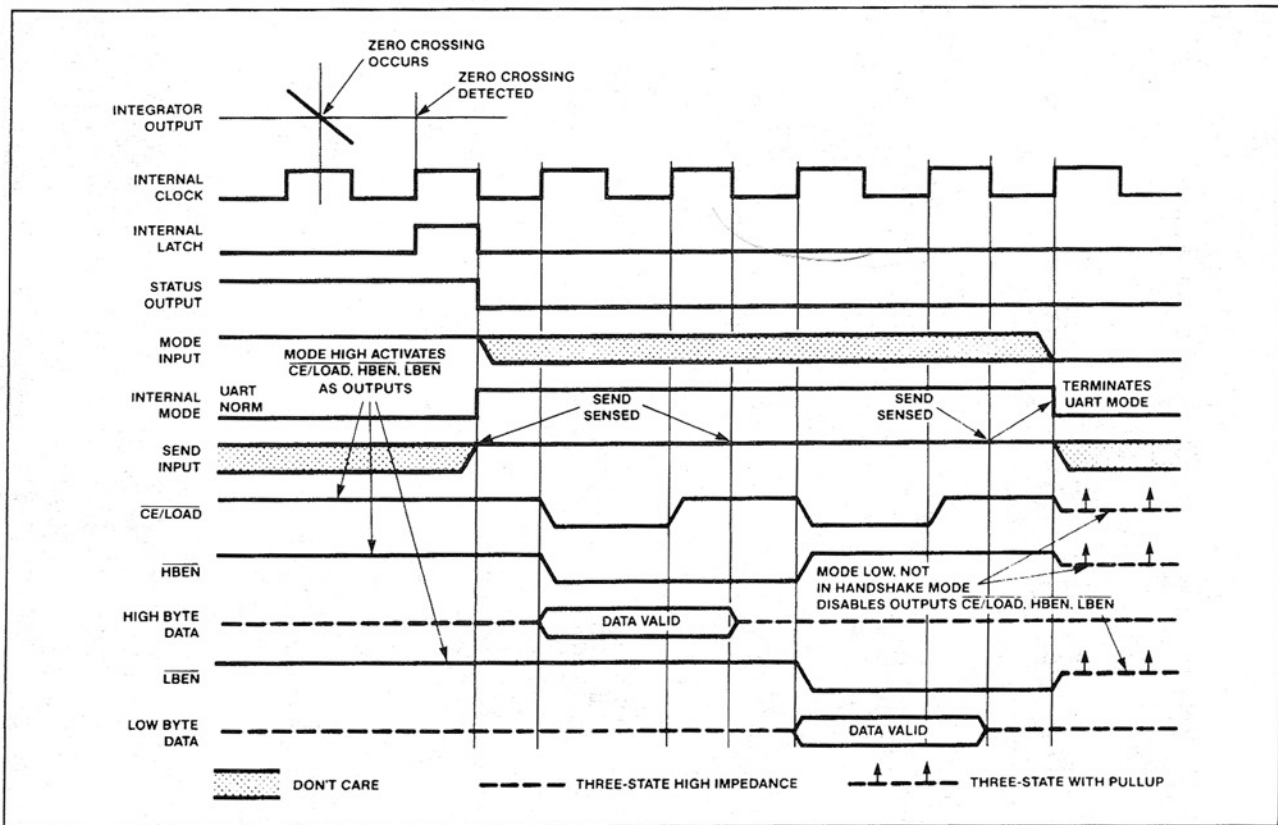 ZERO CROSSING
OCCURS
ZERO CROSSING
DETECTED
INTEGRATOR
OUTPUT
INTERNAL
CLOCK
INTERNAL
LATCH
STATUS
OUTPUT
MODE
INPUT
MODE HIGH ACTIVATES
CE/LOAD, HBEN, LBEN
AS OUTPUTS
INTERNAL
MODE
UART
NORM
SEND
SENSED
SEND
SENSED
TERMINATES
UART MODE
SEND
INPUT
CE/LOAD
HBEN
MODE LOW, NOT
IN HANDSHAKE MODE
DISABLES OUTPUTS CE/LOAD, HBEN, LBEN
HIGH BYTE
DATA
DATA VALID
LBEN
LOW BYTE
DATA
DATA VALID
DON'T CARE
THREE-STATE HIGH IMPEDANCE
THREE-STATE WITH PULLUP